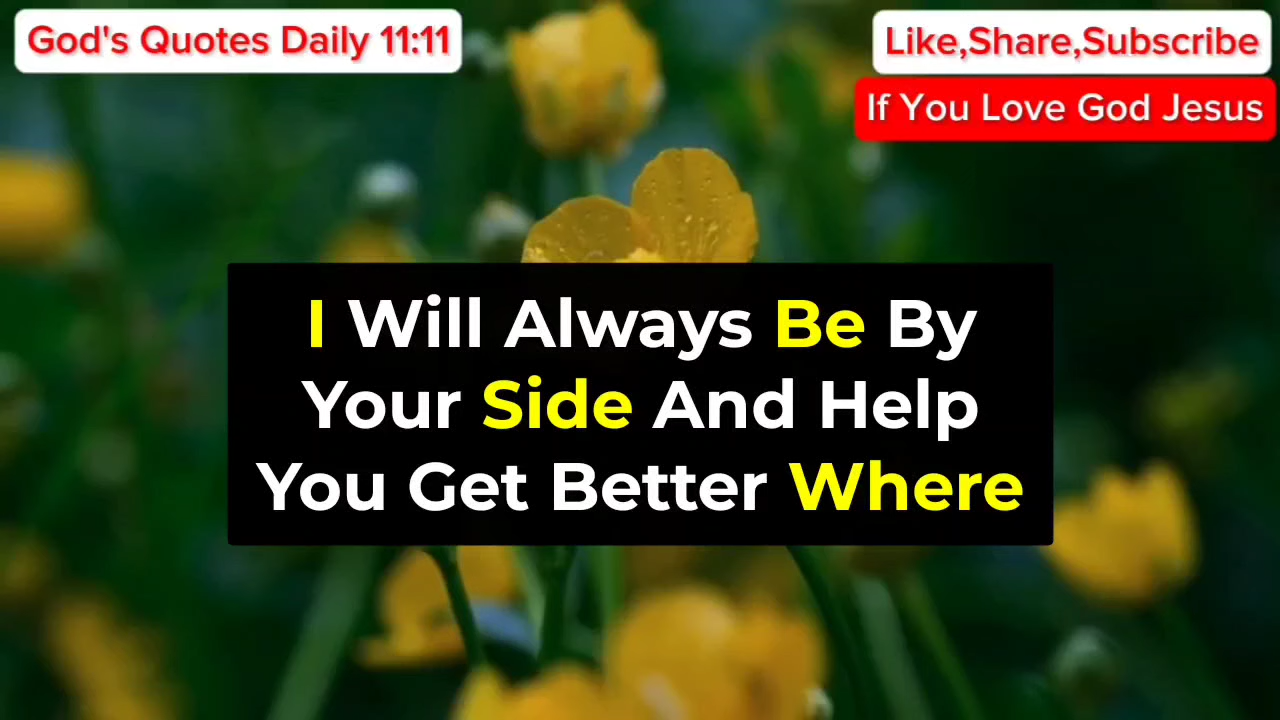 God's Quotes Daily 11:11
Like,Share,Subscribe
If You Love God Jesus
I Will Always Be By
Your Side And Help
You Get Better Where